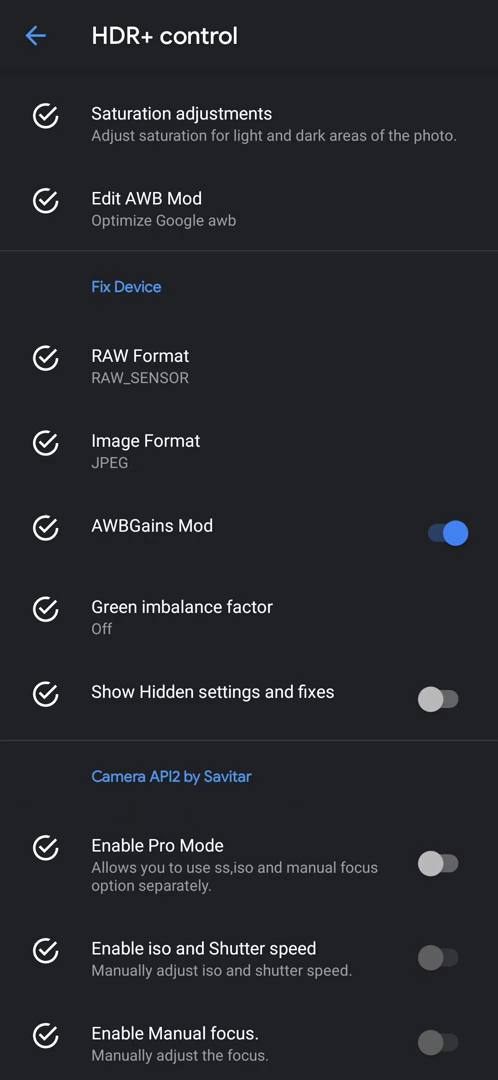 HDR+ control
Saturation adjustments
Adjust saturation for light and dark areas of the photo.
Edit AWB Mod
Optimize Google awb
Fix Device
RAW Format
RAW_SENSOR
Image Format
JPEG
AWBGains Mod
Green imbalance factor
Off
Show Hidden settings and fixes
Camera API2 by Savitar
Enable Pro Mode
Allows you to use ss,iso and manual focus
option separately.
Enable iso and Shutter speed
Manually adjust iso and shutter speed.
Enable Manual focus.
Manually adjust the focus.